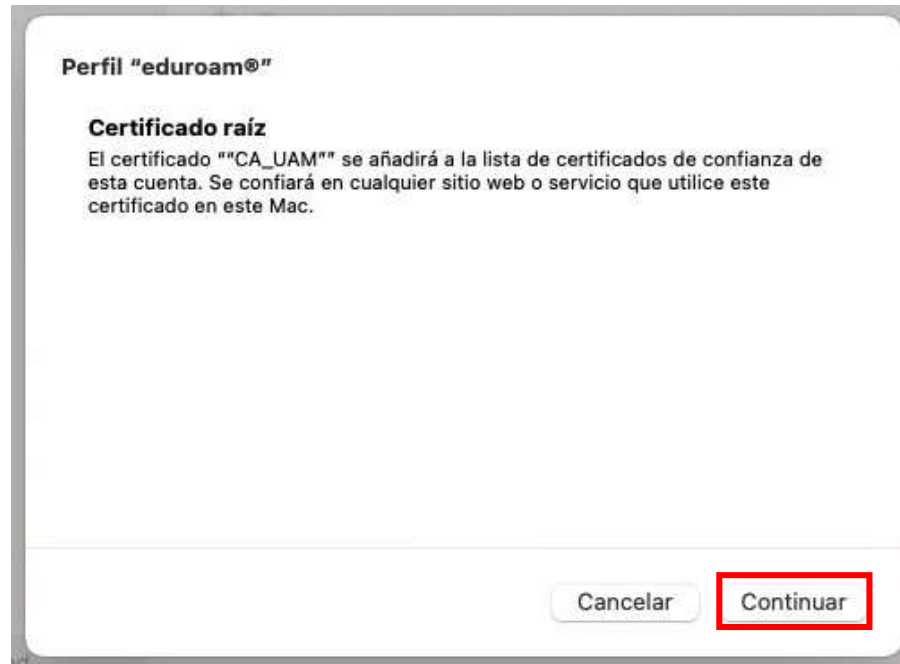 Perfil “eduroam®”
Certificado raíz
El certificado ““CA_UAM”” se añadirá a la lista de certificados de confianza de
esta cuenta. Se confiará en cualquier sitio web o servicio que utilice este
certificado en este Mac.
Cancelar
Continuar